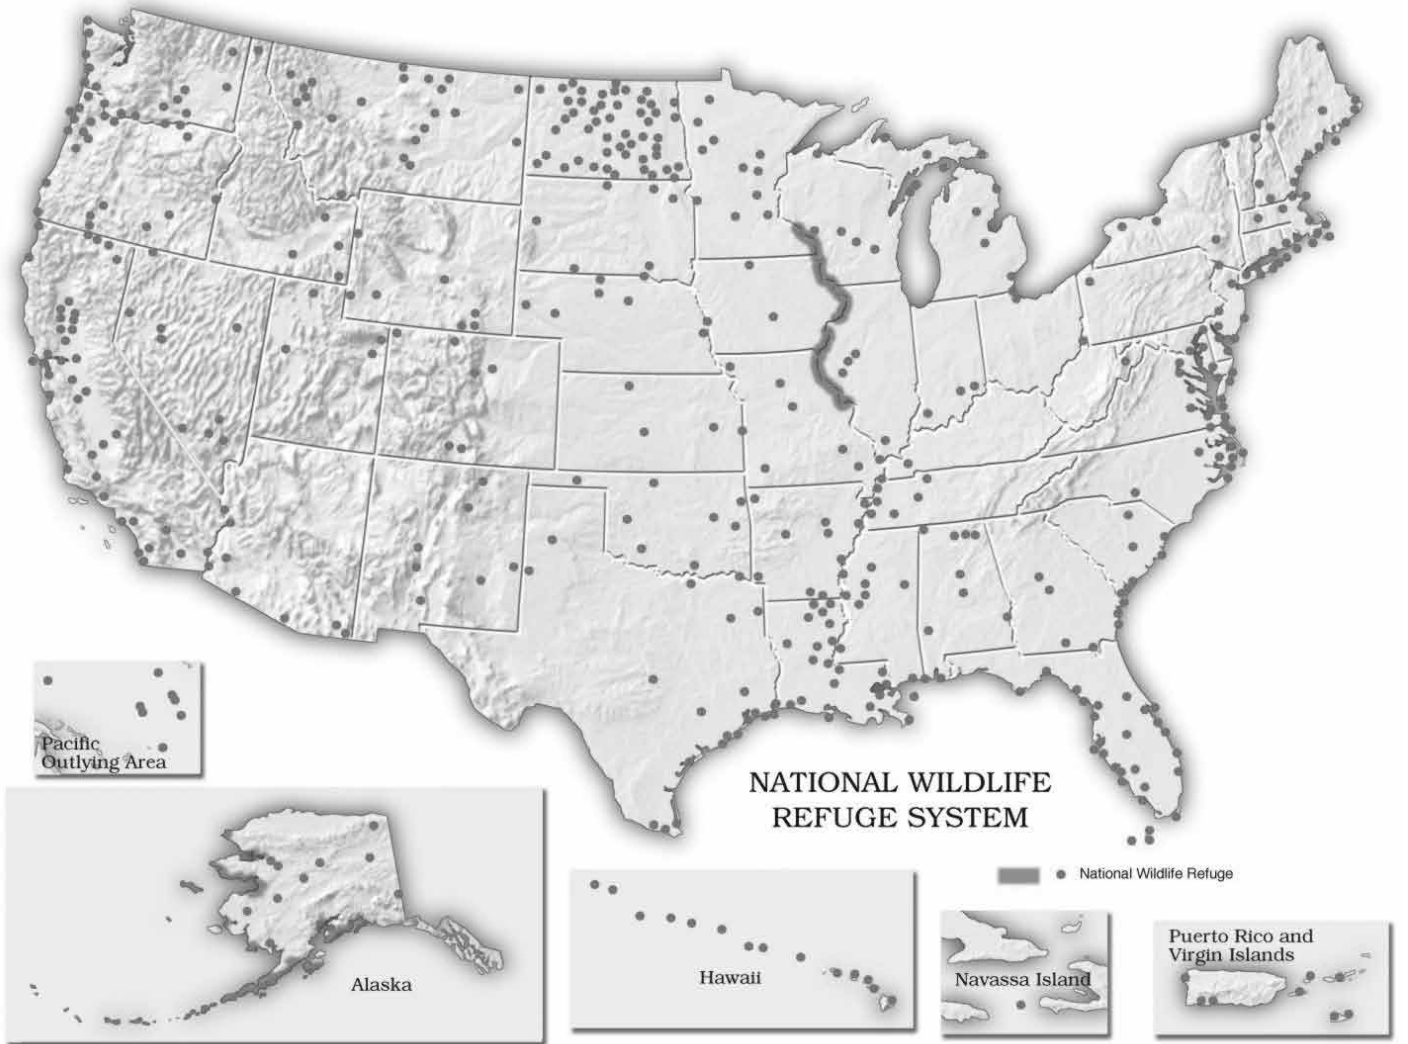 Pacific
Outlying Area
NATIONAL WILDLIFE
REFUGE SYSTEM
National Wildlife Refuge
Alaska
Hawaii
Navassa Island
Puerto Rico and
Virgin Islands